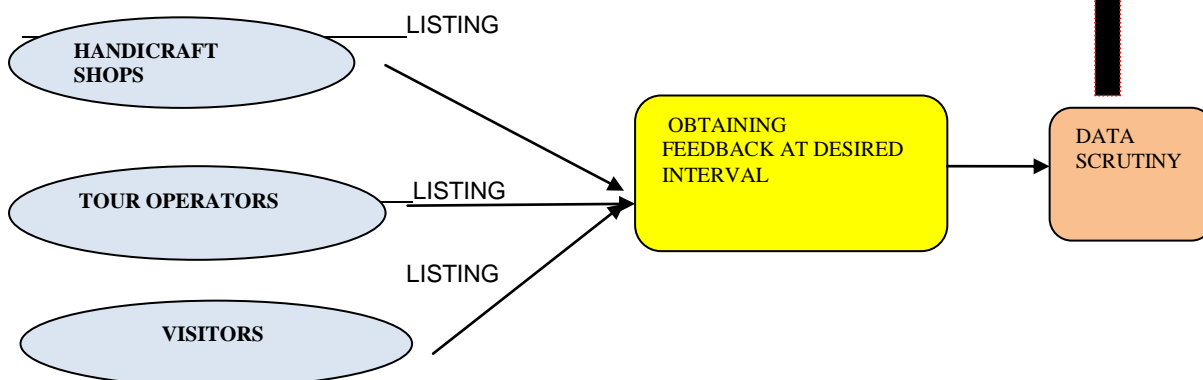 LISTING
HANDICRAFT
SHOPS
OBTAINING
FEEDBACK AT DESIRED
INTERVAL
DATA
SCRUTINY
TOUR OPERATORS
LISTING
LISTING
VISITORS